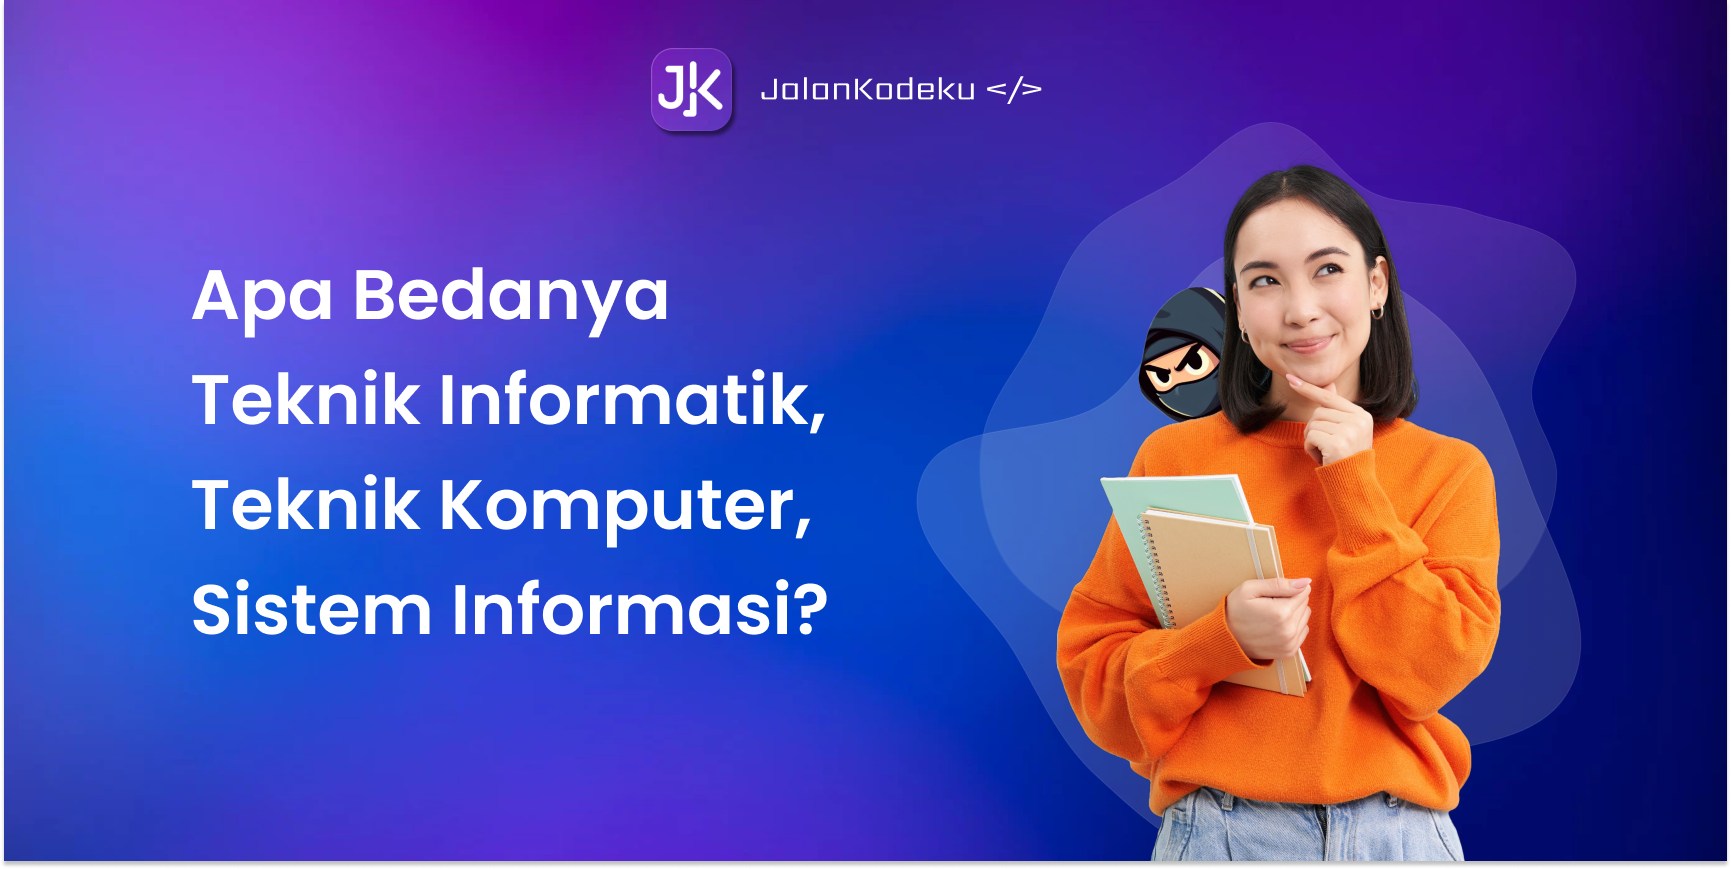 JK
JalanKodeku </>
Apa Bedanya
Teknik Informatik,
Teknik Komputer,
Sistem Informasi?